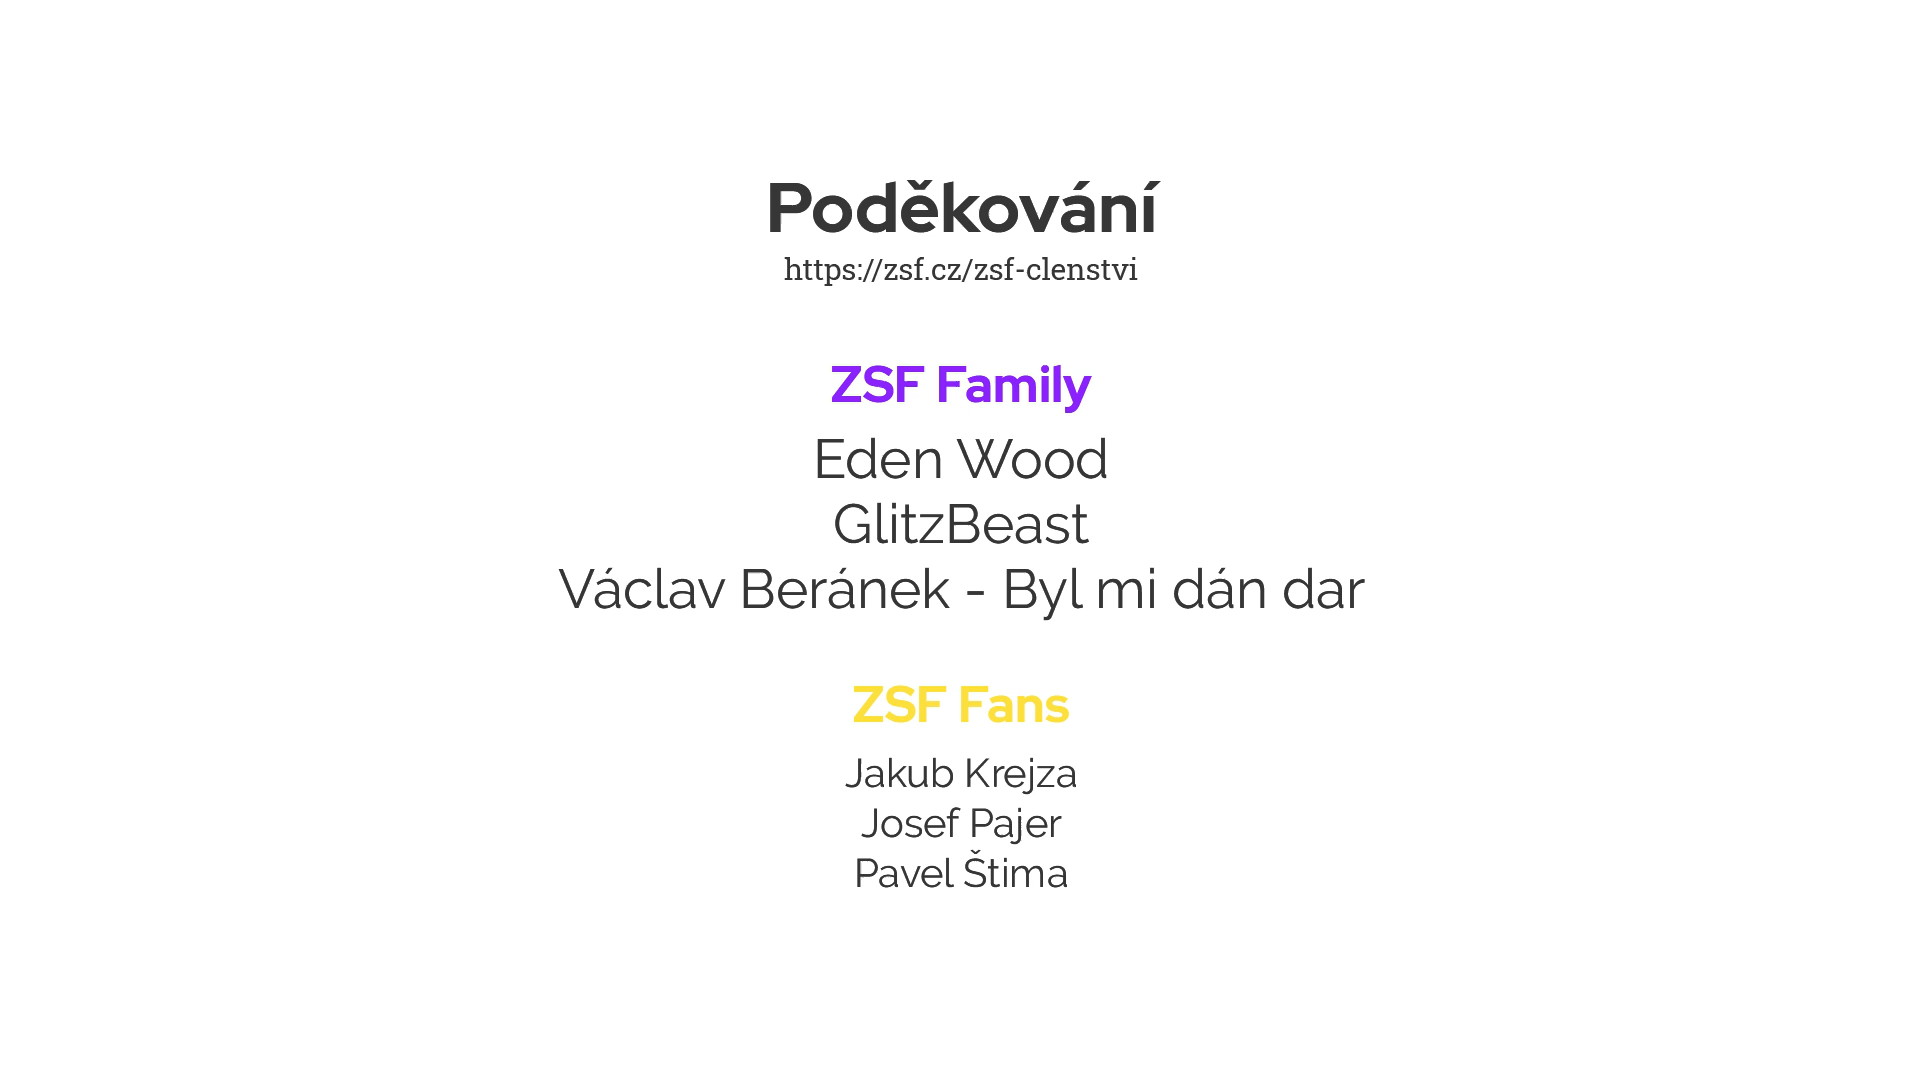 Poděkování
https://zsf.cz/zsf-clenstvi
ZSF Family
Eden Wood
GlitzBeast
Václav Beránek - Byl mi dán dar
ZSF Fans
Jakub Krejza
Josef Pajer
Pavel Štima